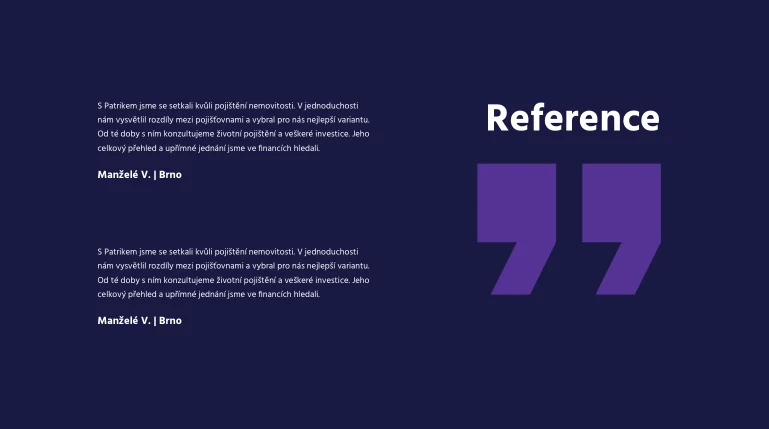 S Patrikem jsme se setkali kvůli pojištění nemovitosti. V jednoduchosti
nám vysvětlil rozdíly mezi pojišťovnami a vybral pro nás nejlepší variantu.
Od té doby s ním konzultujeme životní pojištění a veškeré investice. Jeho
celkový přehled a upřímné jednání jsme ve financích hledali.
Manželé V. | Brno
S Patrikem jsme se setkali kvůli pojištění nemovitosti. V jednoduchosti
nám vysvětlil rozdíly mezi pojišťovnami a vybral pro nás nejlepší variantu.
Od té doby s ním konzultujeme životní pojištění a veškeré investice. Jeho
celkový přehled a upřímné jednání jsme ve financích hledali.
Manželé V. | Brno
Reference